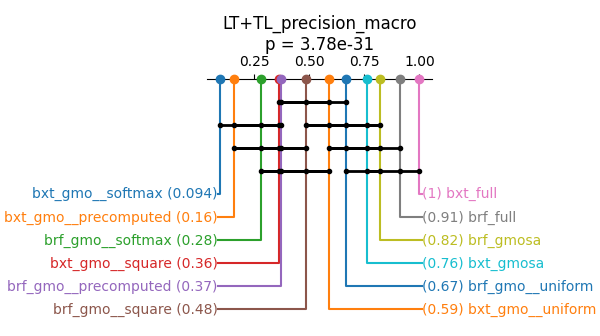 LT+TL_precision_macro
p = 3.78e-31
0.25 0.50 0.75 1.00
bxt_gmo__softmax (0.094) (1) bxt_full
bxt_gmo__precomputed (0.16) (0.91) brf_full
brf_gmo__softmax (0.28) (0.82) brf_gmosa
bxt_gmo__square (0.36) (0.76) bxt_gmosa
brf_gmo__precomputed (0.37) (0.67) brf_gmo__uniform
brf_gmo__square (0.48) (0.59) bxt_gmo__uniform